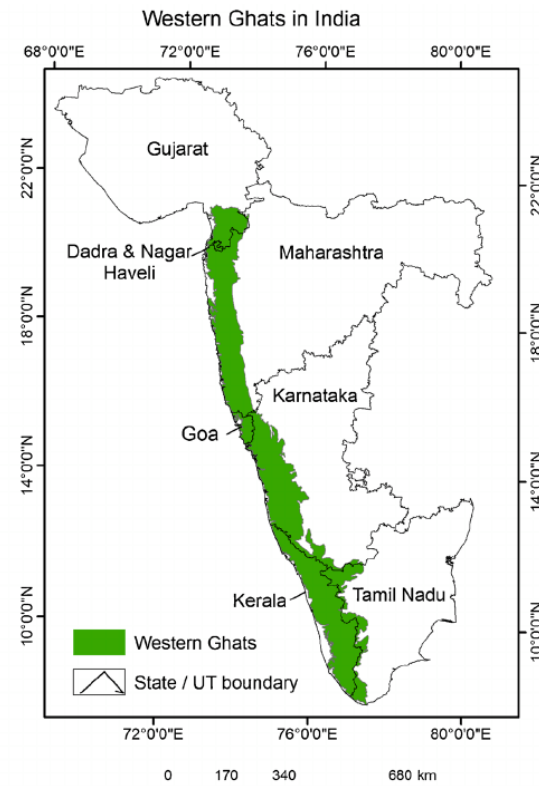 Western Ghats in India
68°0'0"E 72°0'0"E 76°0'0"E 80°0'0"E
22°0'0"N
18°0'0"N
14°0'0"N
10°0'0"N
Gujarat
Dadra & Nagar
Haveli
Maharashtra
Karnataka
Goa
Kerala
Tamil Nadu
Western Ghats
State / UT boundary
22°0'0"N
18°0'0"N
14°0'0"N
10°0'0"N
72°0'0"E 76°0'0"E 80°0'0"E
0 170 340 680 km